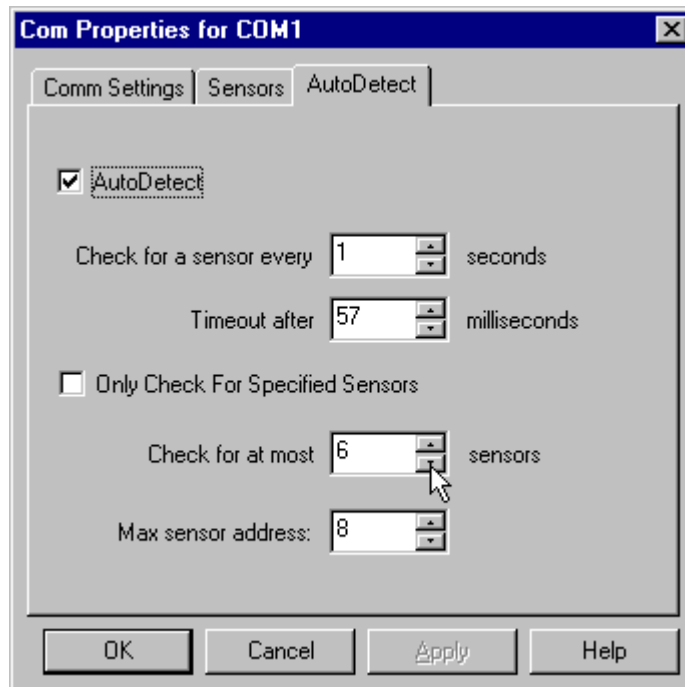 Com Properties for COM1
Comm Settings Sensors AutoDetect
AutoDetect
Check for a sensor every 1 seconds
Timeout after 57 milliseconds
Only Check For Specified Sensors
Check for at most 6 sensors
Max sensor address: 8
OK Cancel Apply Help